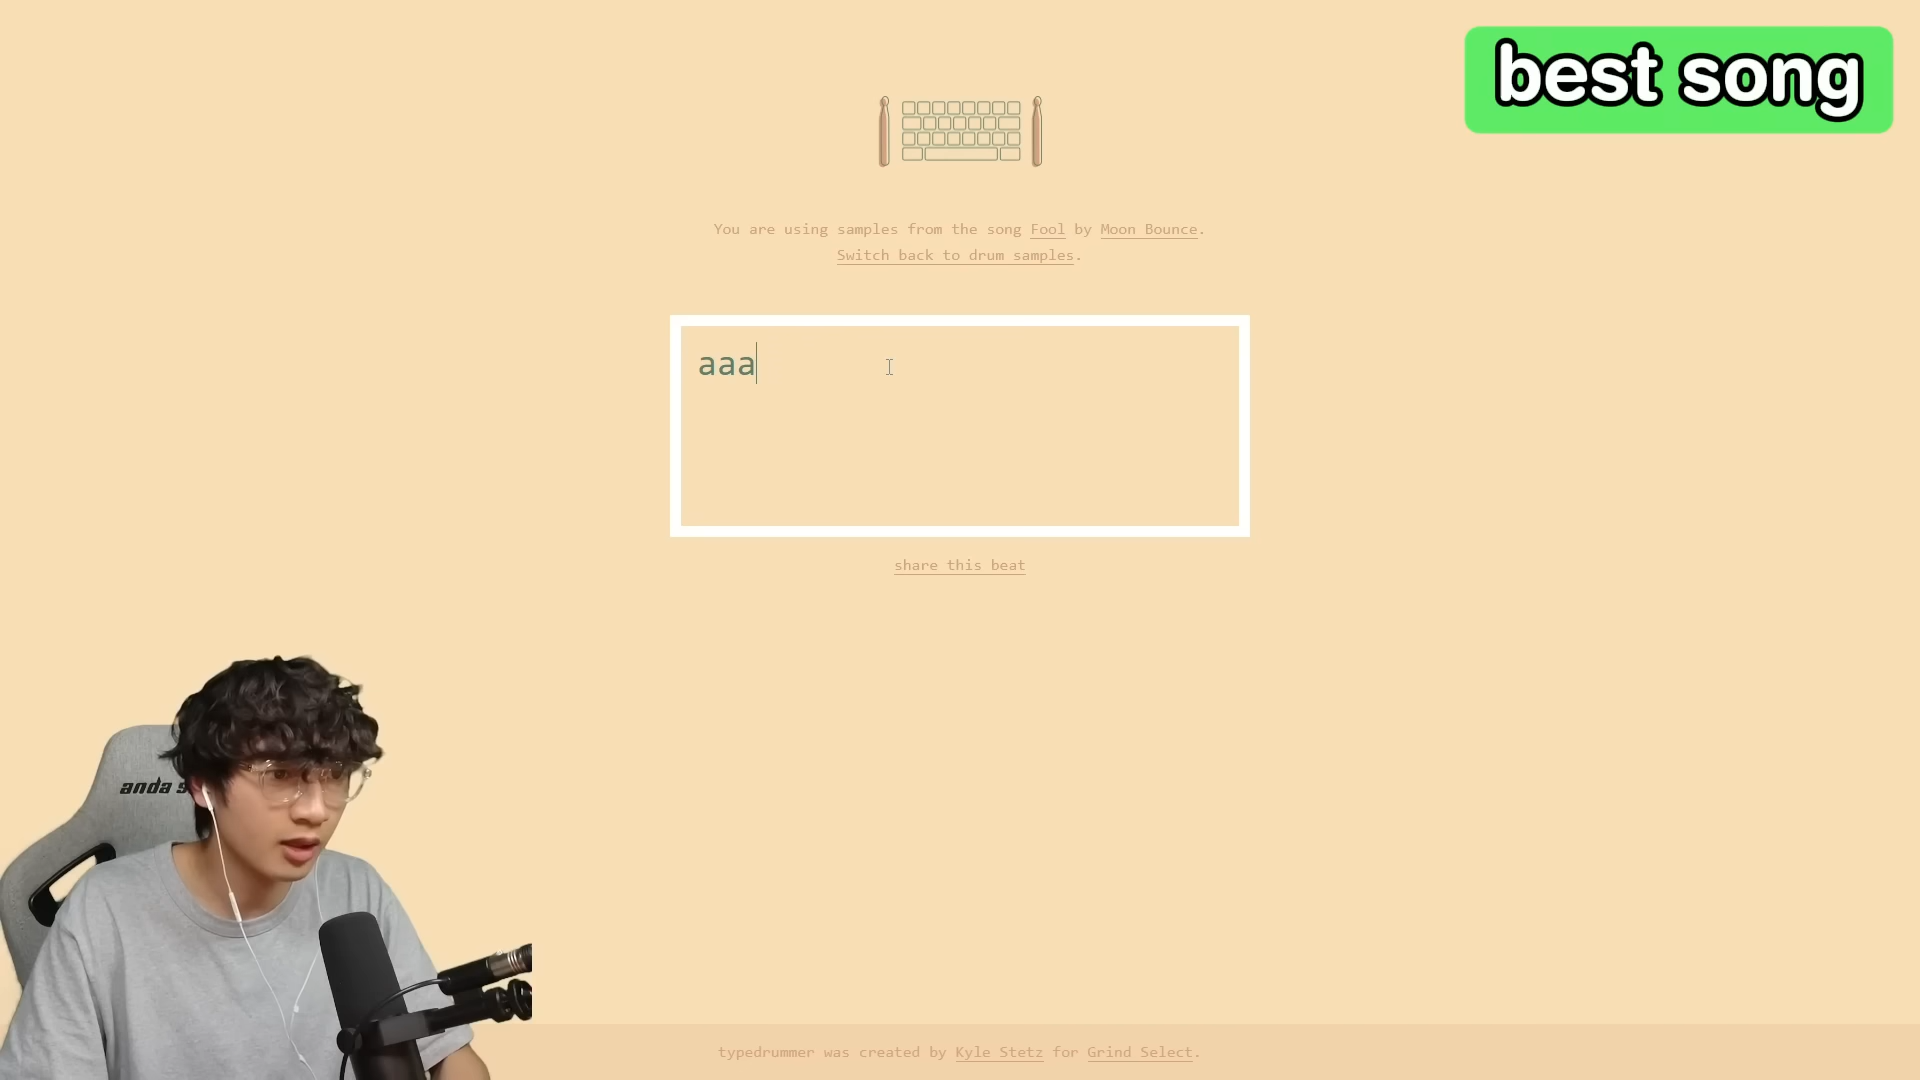 best song
You are using samples from the song Fool by Moon Bounce.
Switch back to drum samples.
aaa
share this beat
anda s
typedrummer was created by Kyle Stetz for Grind Select.